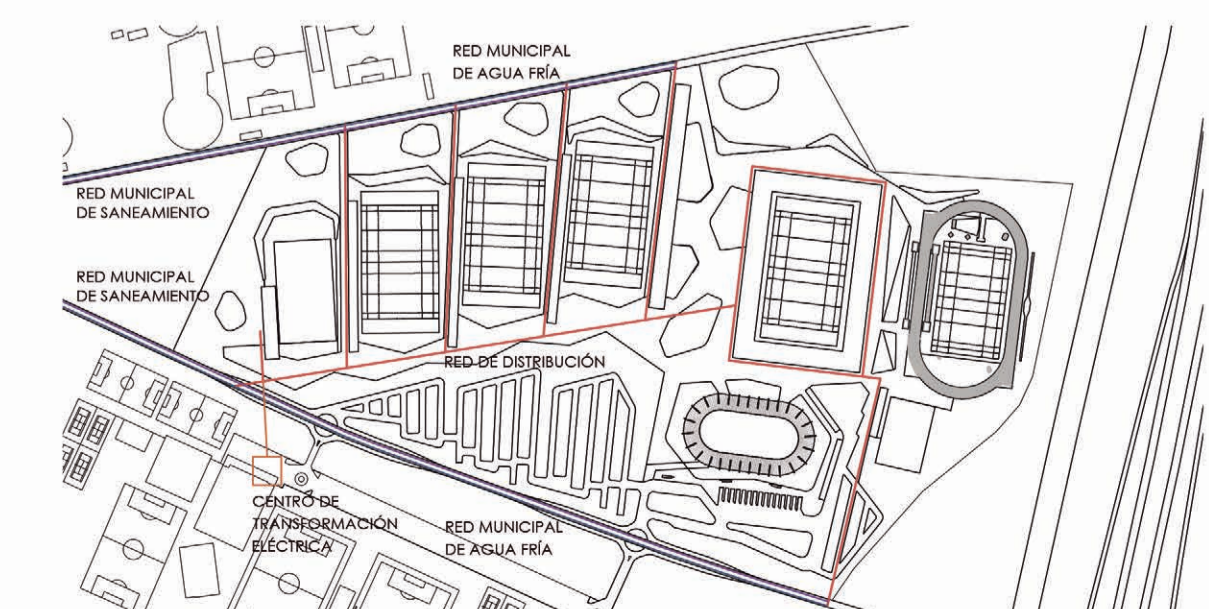 RED MUNICIPAL
DE AGUA FRÍA
RED MUNICIPAL
DE SANEAMIENTO
RED MUNICIPAL
DE SANEAMIENTO
RED DE DISTRIBUCIÓN
CENTRO DE
TRANSFORMACIÓN
ELÉCTRICA
RED MUNICIPAL
DE AGUA FRÍA